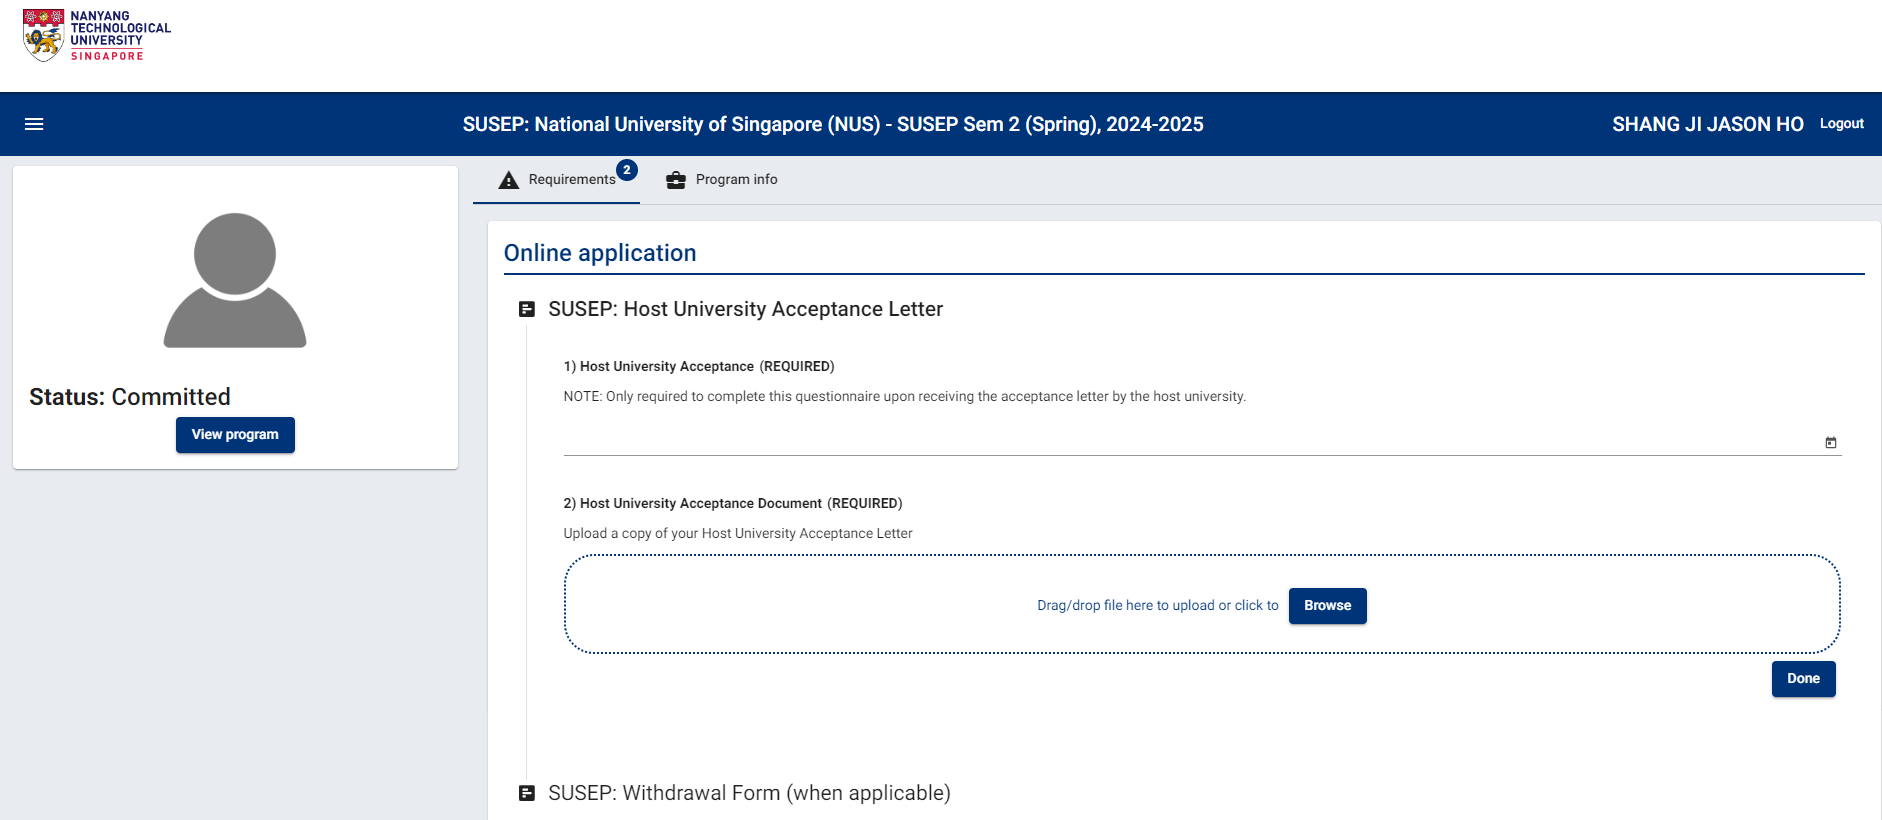 NANYANG
TECHNOLOGICAL
UNIVERSITY
SINGAPORE
SUSEP: National University of Singapore (NUS) - SUSEP Sem 2 (Spring), 2024-2025
SHANG JI JASON HO
Logout
Requirements
2
Program info
Status: Committed
View program
Online application
SUSEP: Host University Acceptance Letter
1) Host University Acceptance (REQUIRED)
NOTE: Only required to complete this questionnaire upon receiving the acceptance letter by the host university.
2) Host University Acceptance Document (REQUIRED)
Upload a copy of your Host University Acceptance Letter
Drag/drop file here to upload or click to
Browse
Done
SUSEP: Withdrawal Form (when applicable)